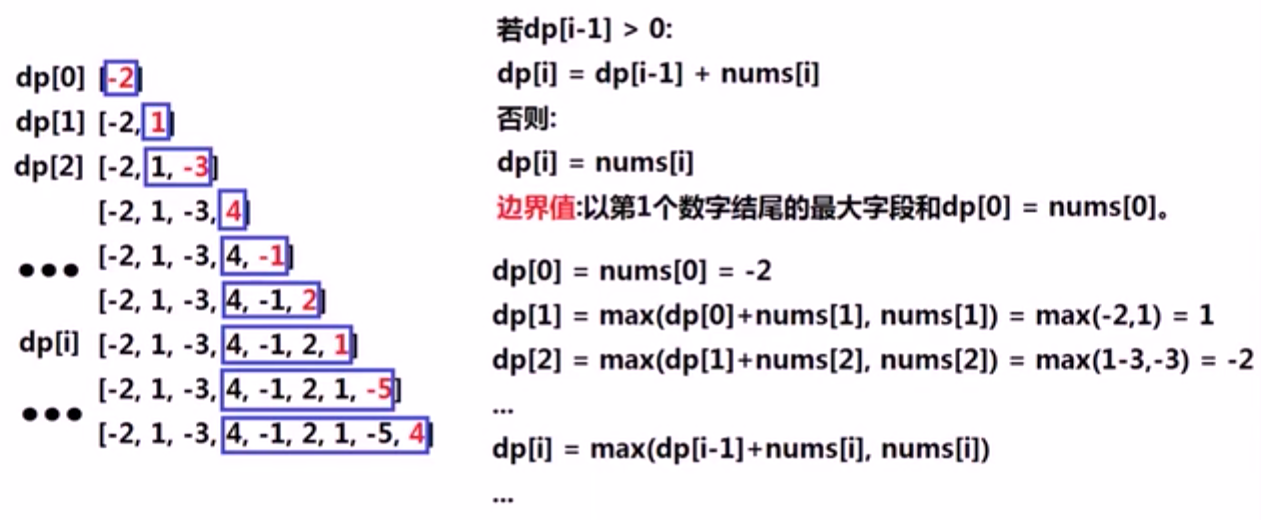 dp[0] [-2]
dp[1] [-2, 1]
dp[2] [-2, 1, -3]
[-2, 1, -3, 4]
[-2, 1, -3, 4, -1]
[-2, 1, -3, 4, -1, 2]
dp[i] [-2, 1, -3, 4, -1, 2, 1]
[-2, 1, -3, 4, -1, 2, 1, -5]
[-2, 1, -3, 4, -1, 2, 1, -5, 4]
若dp[i-1] > 0:
dp[i] = dp[i-1] + nums[i]
否则:
dp[i] = nums[i]
边界值:以第1个数字结尾的最大字段和dp[0] = nums[0]。
dp[0] = nums[0] = -2
dp[1] = max(dp[0]+nums[1], nums[1]) = max(-2,1) = 1
dp[2] = max(dp[1]+nums[2], nums[2]) = max(1-3,-3) = -2
...
dp[i] = max(dp[i-1]+nums[i], nums[i])
...